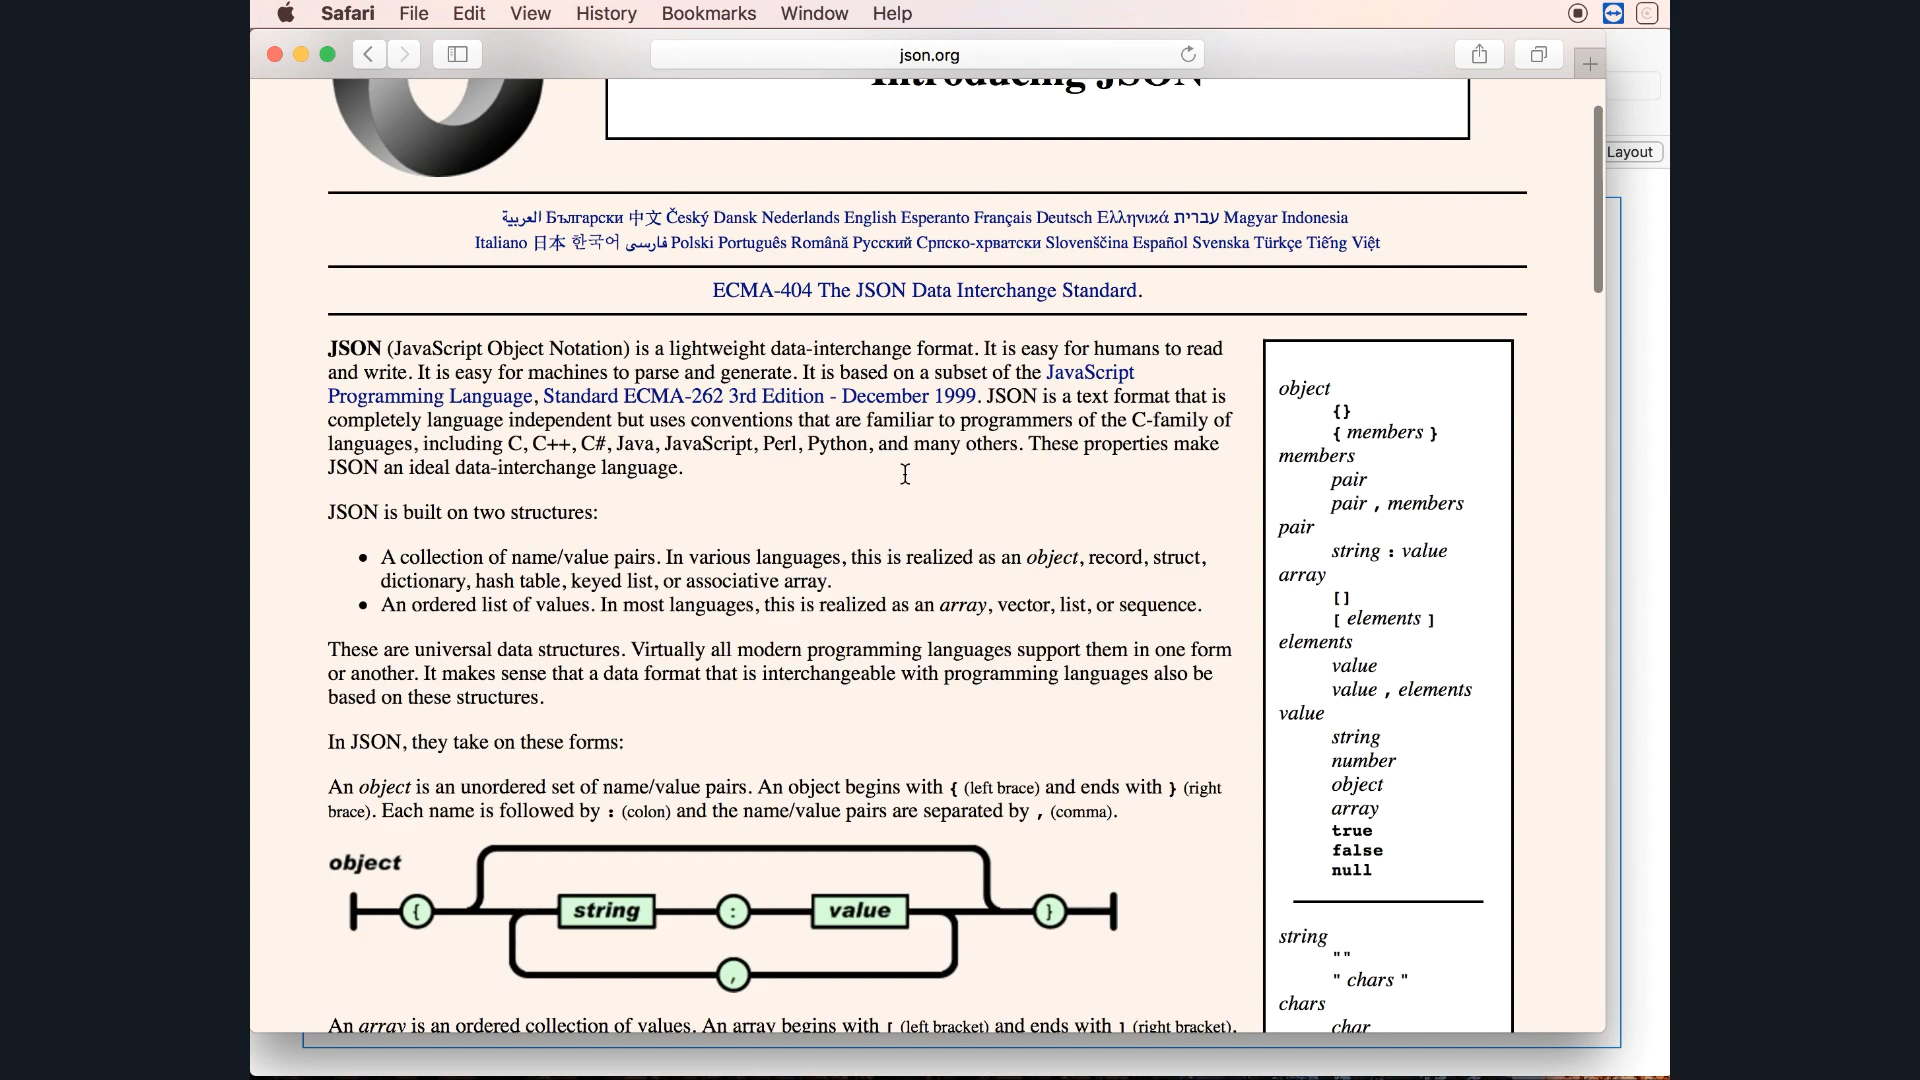 Safari File Edit View History Bookmarks Window Help
json.org
Introducing JSON
Layout
العربية Български 中文 Český Dansk Nederlands English Esperanto Français Deutsch Ελληνικά עברית Magyar Indonesia
Italiano 日本 한국어 فارسی Polski Português Română Русский Српско-хрватски Slovenščina Español Svenska Türkçe Tiếng Việt
ECMA-404 The JSON Data Interchange Standard.
JSON (JavaScript Object Notation) is a lightweight data-interchange format. It is easy for humans to read
and write. It is easy for machines to parse and generate. It is based on a subset of the JavaScript
Programming Language, Standard ECMA-262 3rd Edition - December 1999. JSON is a text format that is
completely language independent but uses conventions that are familiar to programmers of the C-family of
languages, including C, C++, C#, Java, JavaScript, Perl, Python, and many others. These properties make
JSON an ideal data-interchange language.
JSON is built on two structures:
• A collection of name/value pairs. In various languages, this is realized as an object, record, struct,
dictionary, hash table, keyed list, or associative array.
• An ordered list of values. In most languages, this is realized as an array, vector, list, or sequence.
These are universal data structures. Virtually all modern programming languages support them in one form
or another. It makes sense that a data format that is interchangeable with programming languages also be
based on these structures.
In JSON, they take on these forms:
An object is an unordered set of name/value pairs. An object begins with { (left brace) and ends with } (right
brace). Each name is followed by : (colon) and the name/value pairs are separated by , (comma).
object
{ string : value }
,
An array is an ordered collection of values. An array begins with [ (left bracket) and ends with ] (right bracket).
object
{}
{ members }
members
pair
pair , members
pair
string : value
array
[]
[ elements ]
elements
value
value , elements
value
string
number
object
array
true
false
null
string
""
" chars "
chars
char